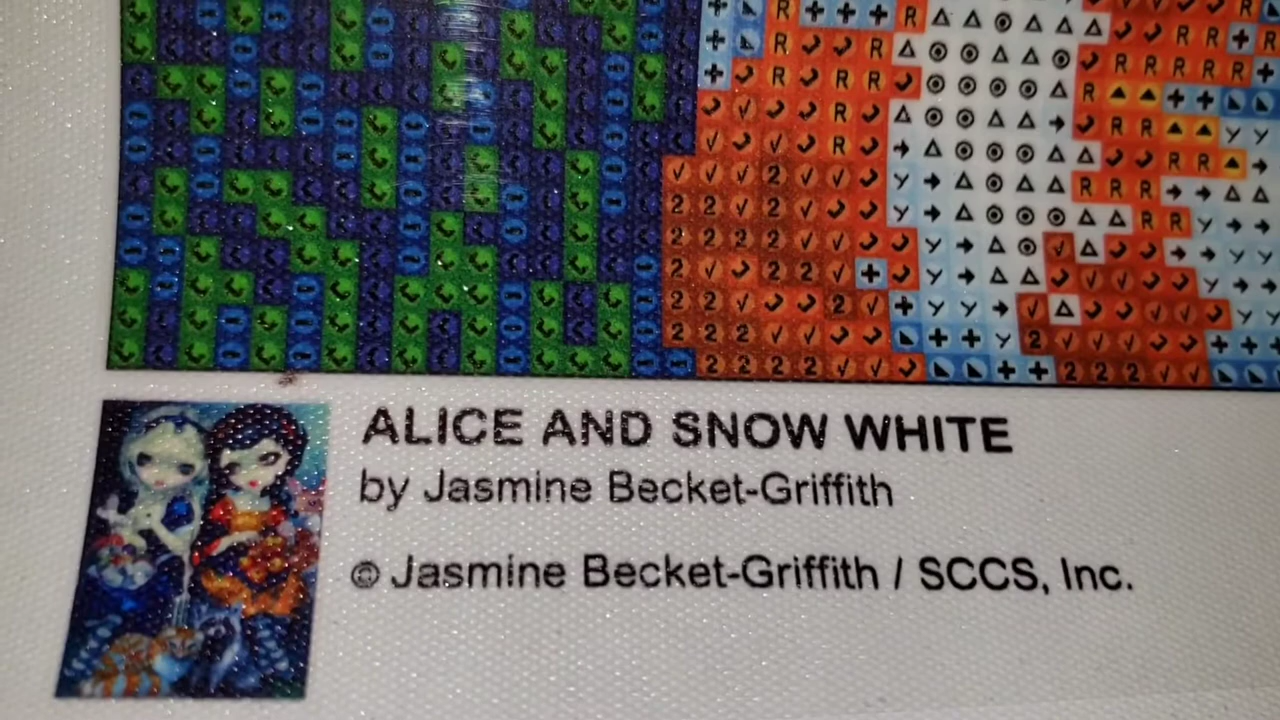 ALICE AND SNOW WHITE
by Jasmine Becket-Griffith
© Jasmine Becket-Griffith / SCCS, Inc.